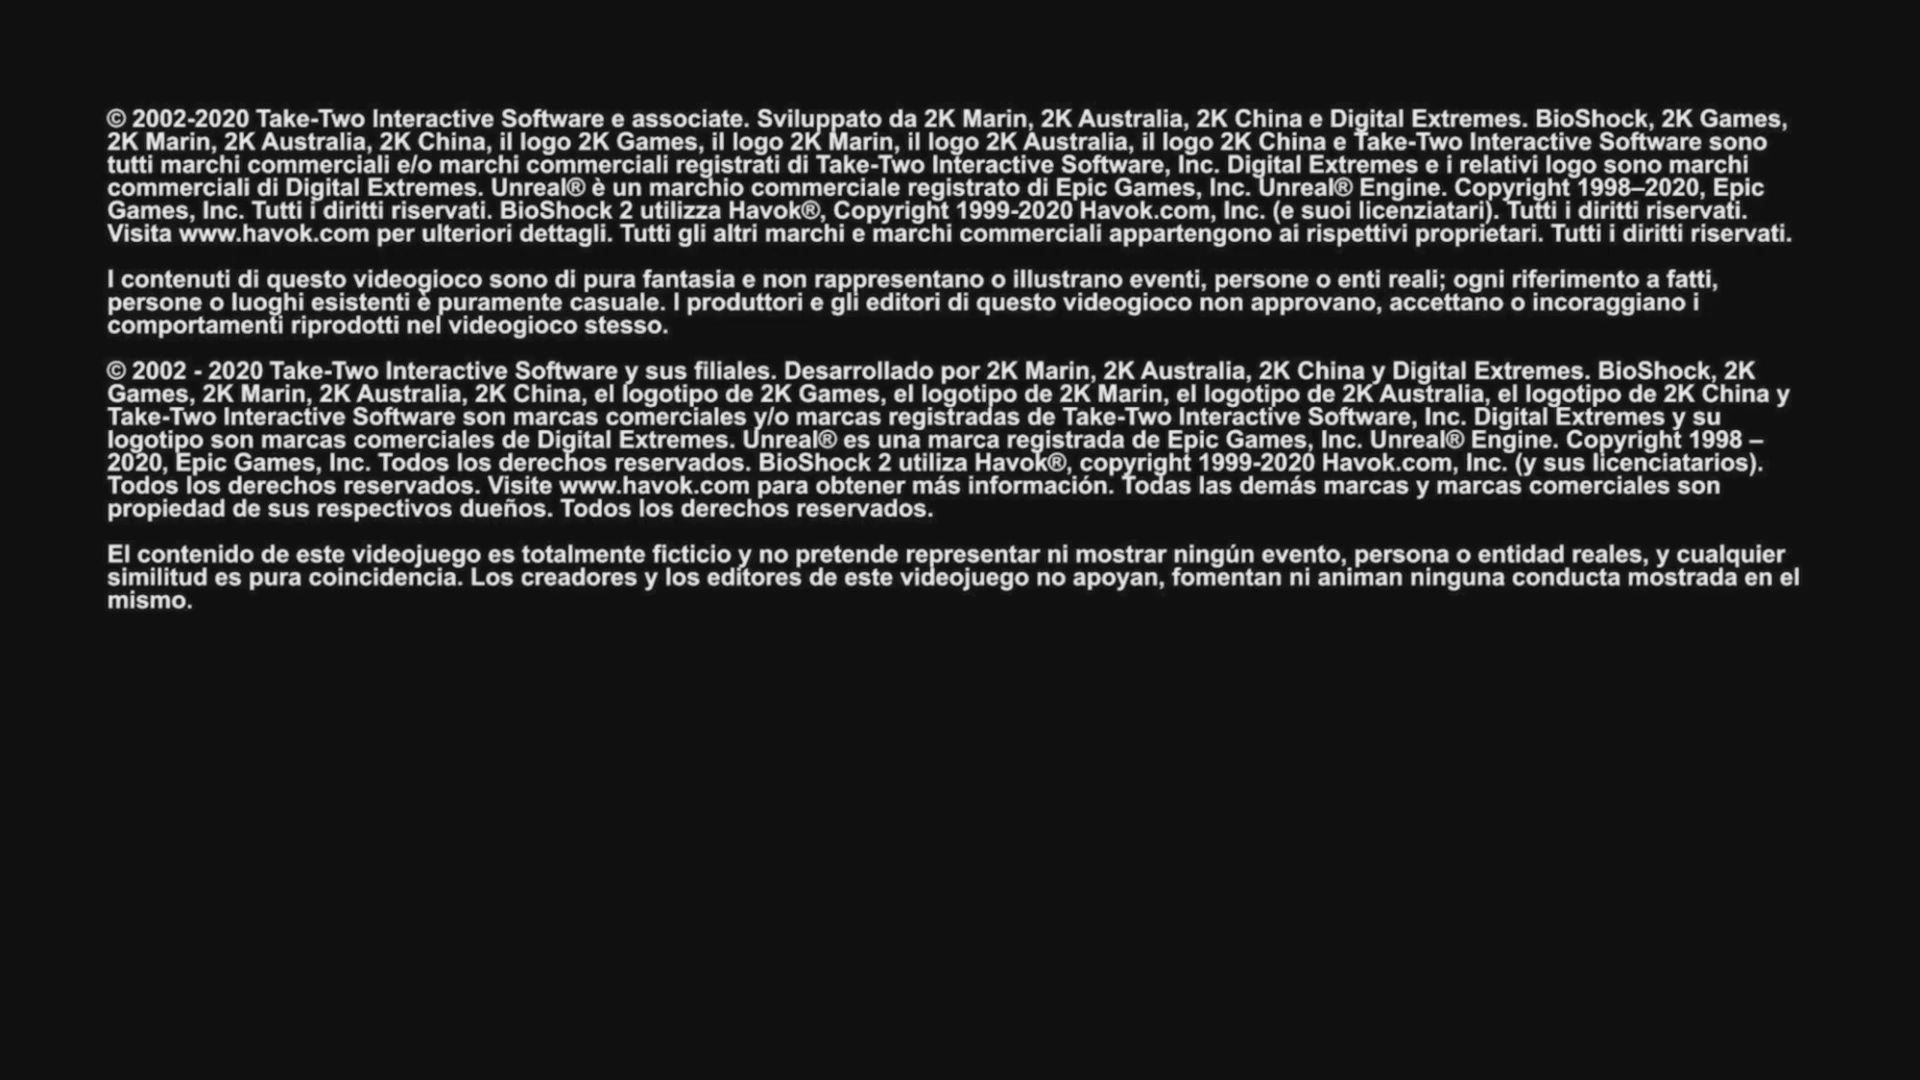 © 2002-2020 Take-Two Interactive Software e associate. Sviluppato da 2K Marin, 2K Australia, 2K China e Digital Extremes. BioShock, 2K Games,
2K Marin, 2K Australia, 2K China, il logo 2K Games, il logo 2K Marin, il logo 2K Australia, il logo 2K China e Take-Two Interactive Software sono
tutti marchi commerciali e/o marchi commerciali registrati di Take-Two Interactive Software, Inc. Digital Extremes e i relativi logo sono marchi
commerciali di Digital Extremes. Unreal® è un marchio commerciale registrato di Epic Games, Inc. Unreal® Engine. Copyright 1998–2020, Epic
Games, Inc. Tutti i diritti riservati. BioShock 2 utilizza Havok®, Copyright 1999-2020 Havok.com, Inc. (e suoi licenziatari). Tutti i diritti riservati.
Visita www.havok.com per ulteriori dettagli. Tutti gli altri marchi e marchi commerciali appartengono ai rispettivi proprietari. Tutti i diritti riservati.
I contenuti di questo videogioco sono di pura fantasia e non rappresentano o illustrano eventi, persone o enti reali; ogni riferimento a fatti,
persone o luoghi esistenti è puramente casuale. I produttori e gli editori di questo videogioco non approvano, accettano o incoraggiano i
comportamenti riprodotti nel videogioco stesso.
© 2002 - 2020 Take-Two Interactive Software y sus filiales. Desarrollado por 2K Marin, 2K Australia, 2K China y Digital Extremes. BioShock, 2K
Games, 2K Marin, 2K Australia, 2K China, el logotipo de 2K Games, el logotipo de 2K Marin, el logotipo de 2K Australia, el logotipo de 2K China y
Take-Two Interactive Software son marcas comerciales y/o marcas registradas de Take-Two Interactive Software, Inc. Digital Extremes y su
logotipo son marcas comerciales de Digital Extremes. Unreal® es una marca registrada de Epic Games, Inc. Unreal® Engine. Copyright 1998 –
2020, Epic Games, Inc. Todos los derechos reservados. BioShock 2 utiliza Havok®, copyright 1999-2020 Havok.com, Inc. (y sus licenciatarios).
Todos los derechos reservados. Visite www.havok.com para obtener más información. Todas las demás marcas y marcas comerciales son
propiedad de sus respectivos dueños. Todos los derechos reservados.
El contenido de este videojuego es totalmente ficticio y no pretende representar ni mostrar ningún evento, persona o entidad reales, y cualquier
similitud es pura coincidencia. Los creadores y los editores de este videojuego no apoyan, fomentan ni animan ninguna conducta mostrada en el
mismo.